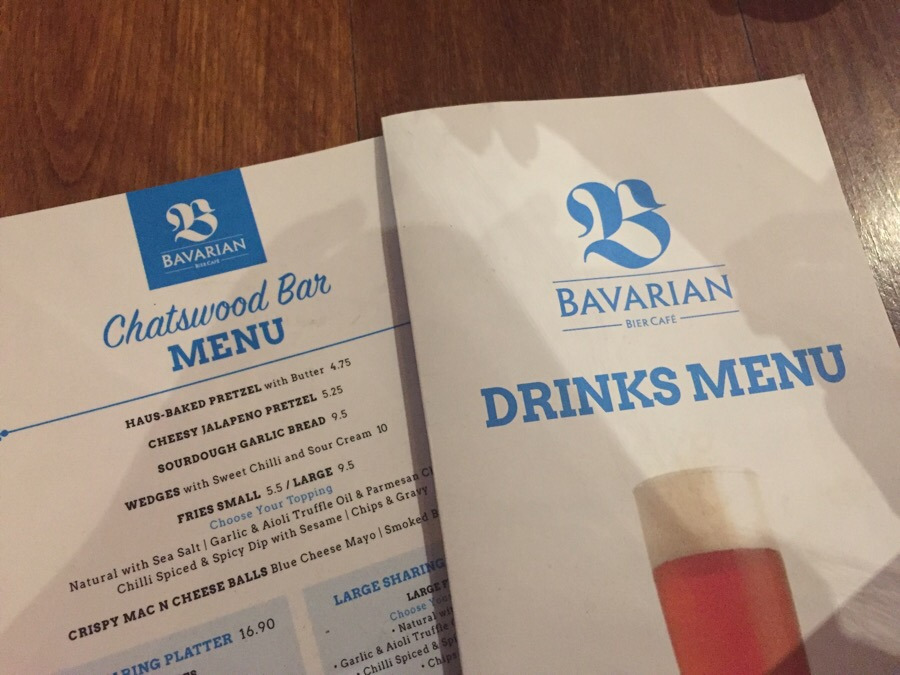 B
BAVARIAN
BIER CAFÉ
Chatswood Bar
MENU
HAUS-BAKED PRETZEL with Butter 4.75
CHEESY JALAPENO PRETZEL 5.25
SOURDOUGH GARLIC BREAD 9.5
WEDGES with Sweet Chilli and Sour Cream 10
FRIES SMALL 5.5 / LARGE 9.5
Choose Your Topping
Natural with Sea Salt | Garlic & Aioli Truffle Oil & Parmesan
Chilli Spiced & Spicy Dip with Sesame | Chips & Gravy
CRISPY MAC N CHEESE BALLS Blue Cheese Mayo | Smoked
PLATTER 16.90
LARGE SHARING
LARGE
Choose
• Natural
• Garlic & Aioli Truffle
• Chilli Spiced &
• Chips
B
BAVARIAN
BIER CAFÉ
DRINKS MENU